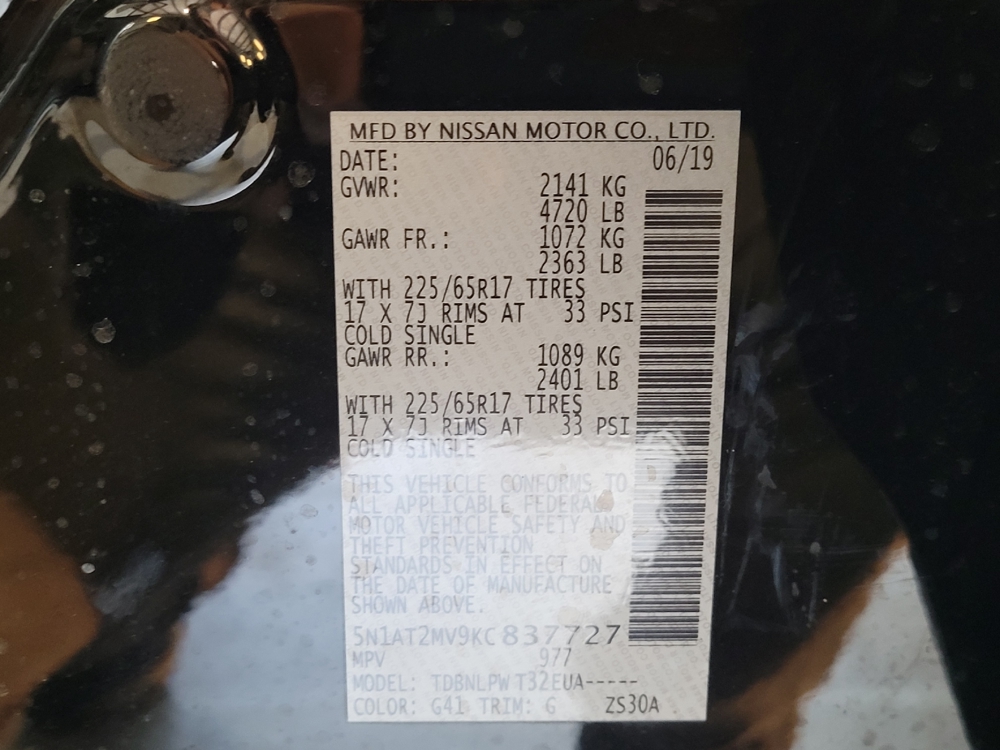 MFD BY NISSAN MOTOR CO., LTD.
DATE: 06/19
GVWR: 2141 KG
4720 LB
GAWR FR.: 1072 KG
2363 LB
WITH 225/65R17 TIRES
17 X 7J RIMS AT 33 PSI
COLD SINGLE
GAWR RR.: 1089 KG
2401 LB
WITH 225/65R17 TIRES
17 X 7J RIMS AT 33 PSI
COLD SINGLE
THIS VEHICLE CONFORMS TO
ALL APPLICABLE FEDERAL
MOTOR VEHICLE SAFETY AND
THEFT PREVENTION
STANDARDS IN EFFECT ON
THE DATE OF MANUFACTURE
SHOWN ABOVE.
5N1AT2MV9KC837727
MPV 977
MODEL: TDBNLPWT32EUA-----
COLOR: G41 TRIM: G ZS30A